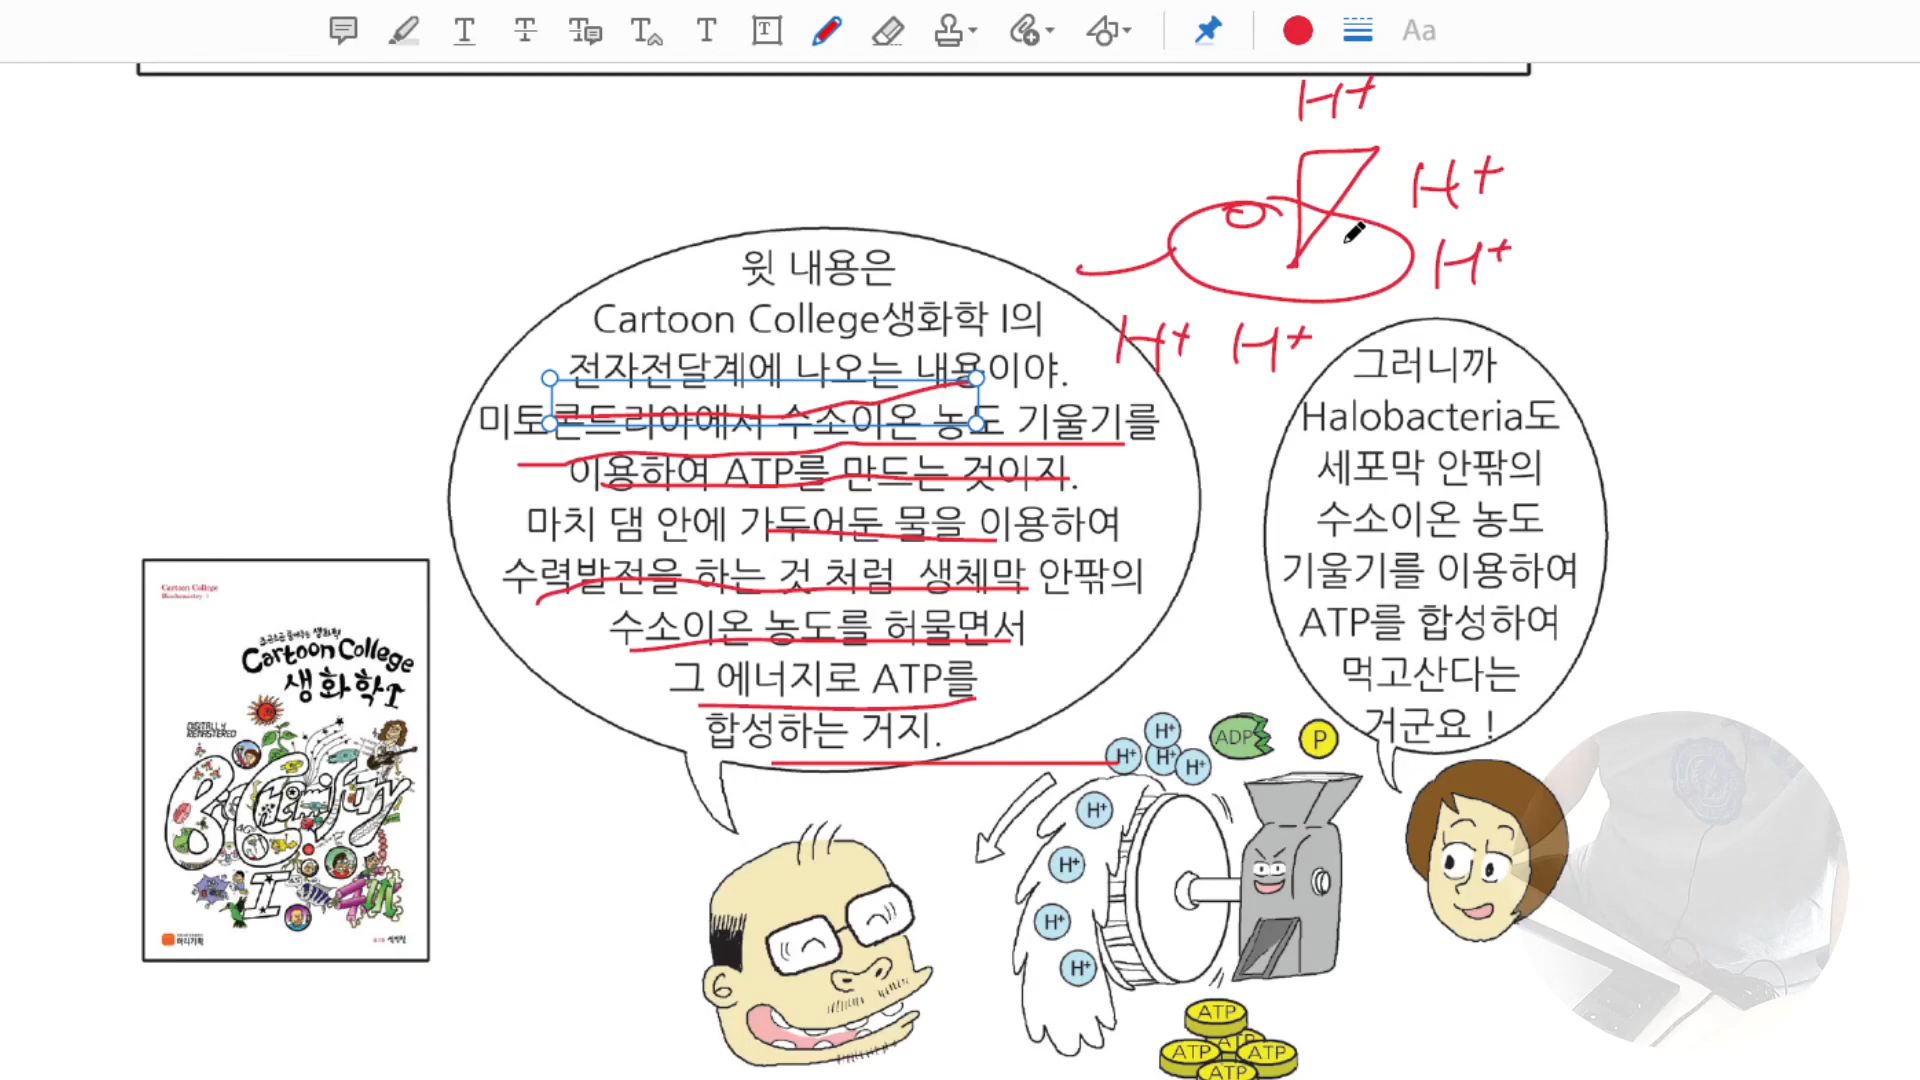 Aa
H+
H+
H+
H+ H+
윗 내용은
Cartoon College생화학 I의
전자전달계에 나오는 내용이야.
미토콘드리아에서 수소이온 농도 기울기를
이용하여 ATP를 만드는 것이지.
마치 댐 안에 가두어둔 물을 이용하여
수력발전을 하는 것 처럼 생체막 안팎의
수소이온 농도를 허물면서
그 에너지로 ATP를
합성하는 거지.
그러니까
Halobacteria도
세포막 안팎의
수소이온 농도
기울기를 이용하여
ATP를 합성하여
먹고산다는
거군요 !
Cartoon College
Biochemistry I
Cartoon College
생화학 I
DIGITALLY
REMASTERED
H+
H+
H+
H+
ADP
P
H+
H+
H+
H+
ATP
ATP
ATP
ATP
ATP